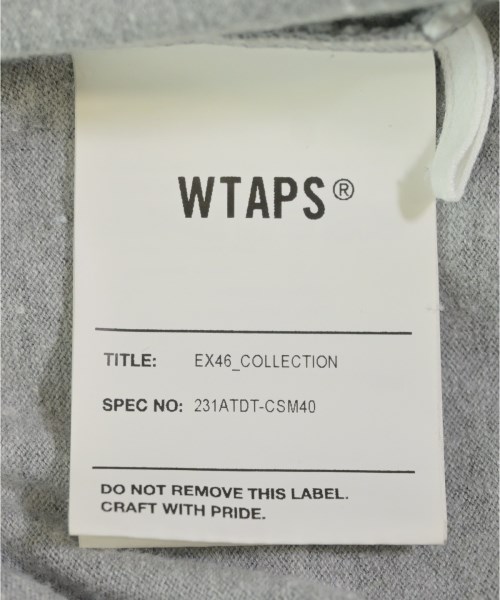 WTAPS®
TITLE: EX46_COLLECTION
SPEC NO: 231ATDT-CSM40
DO NOT REMOVE THIS LABEL.
CRAFT WITH PRIDE.